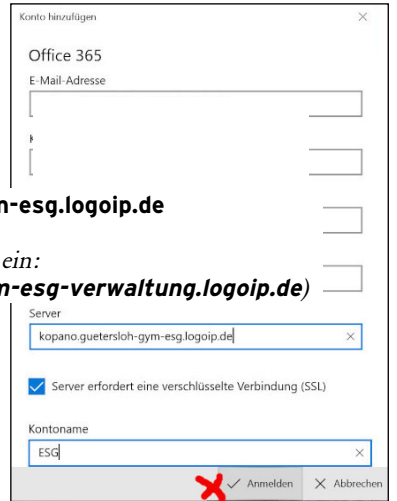 Konto hinzufügen
Office 365
E-Mail-Adresse
n-esg.logoip.de
ein:
m-esg-verwaltung.logoip.de)
Server
kopano.guetersloh-gym-esg.logoip.de
Server erfordert eine verschlüsselte Verbindung (SSL)
Kontoname
ESG
Anmelden Abbrechen